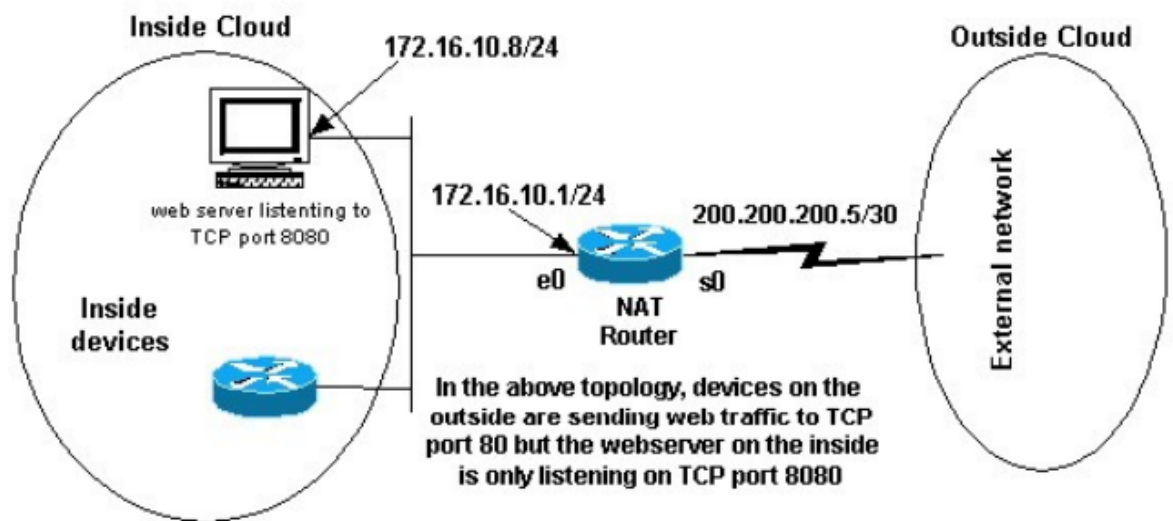 Inside Cloud
172.16.10.8/24
Outside Cloud
web server listenting to
TCP port 8080
172.16.10.1/24
200.200.200.5/30
e0
s0
NAT
Router
External network
Inside
devices
In the above topology, devices on the
outside are sending web traffic to TCP
port 80 but the webserver on the inside
is only listening on TCP port 8080